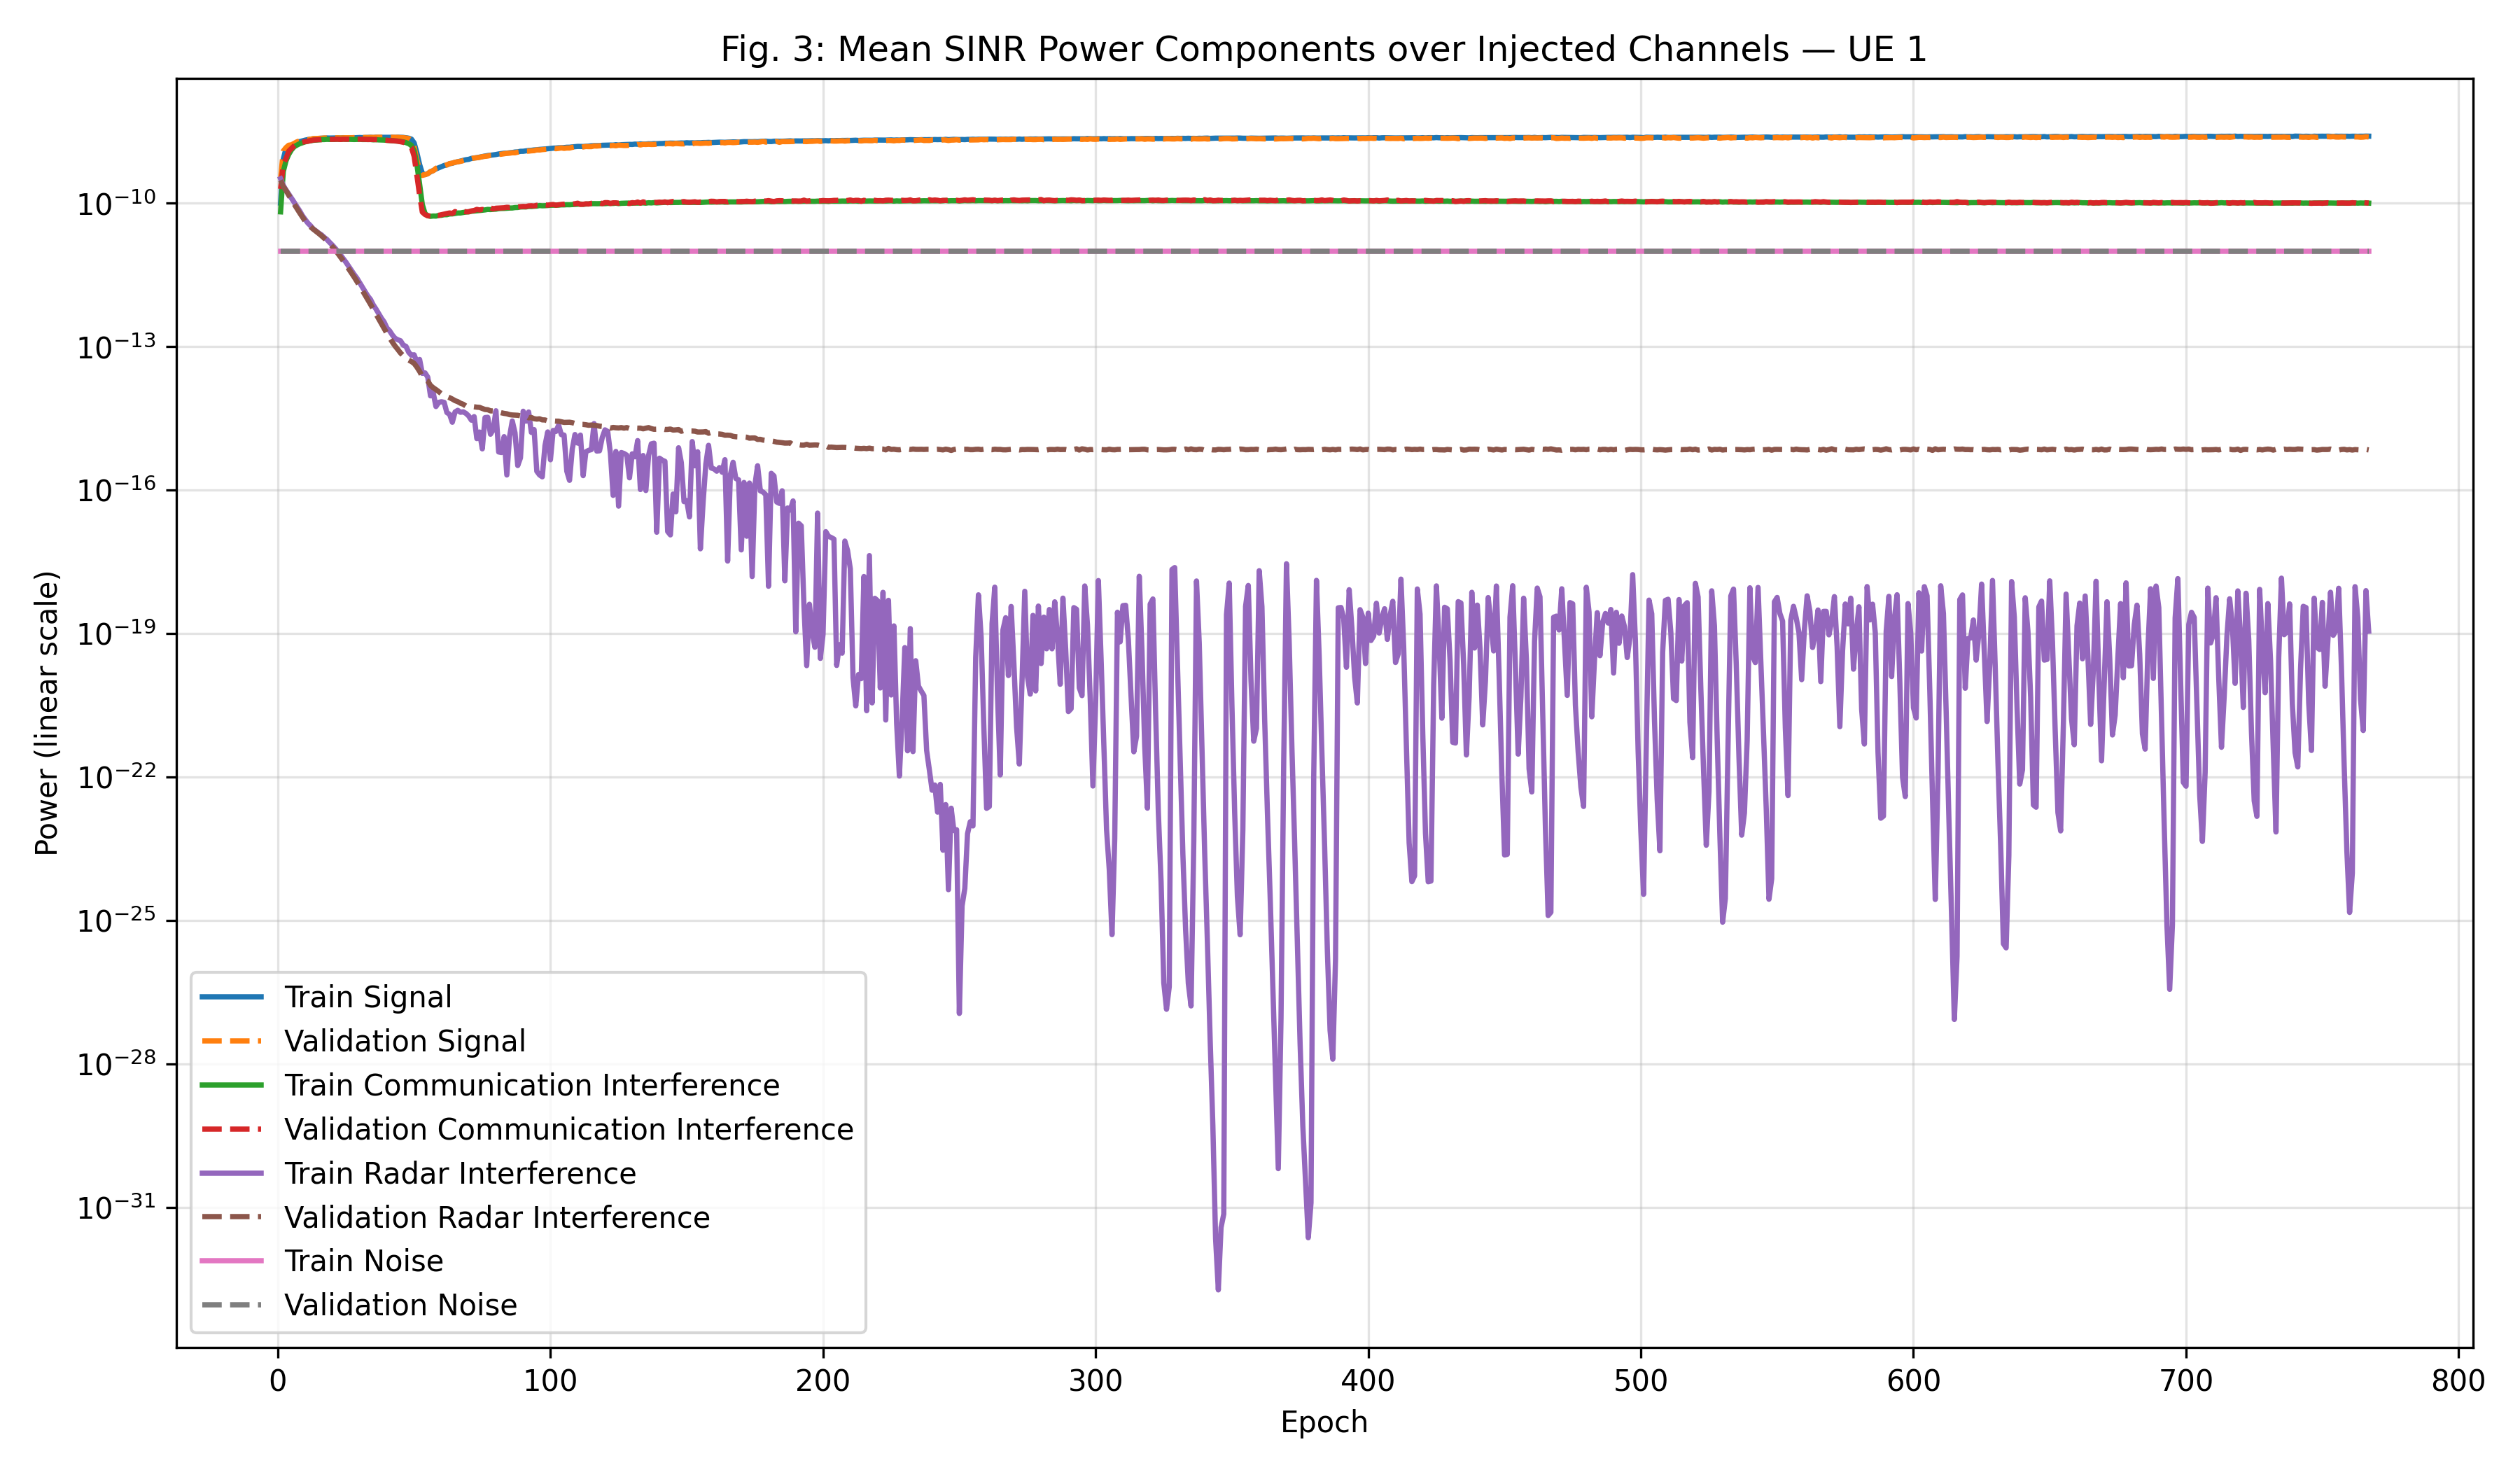 Fig. 3: Mean SINR Power Components over Injected Channels — UE 1
Power (linear scale)
10⁻¹⁰
10⁻¹³
10⁻¹⁶
10⁻¹⁹
10⁻²²
10⁻²⁵
10⁻²⁸
10⁻³¹
Train Signal
Validation Signal
Train Communication Interference
Validation Communication Interference
Train Radar Interference
Validation Radar Interference
Train Noise
Validation Noise
0 100 200 300 400 500 600 700 800
Epoch